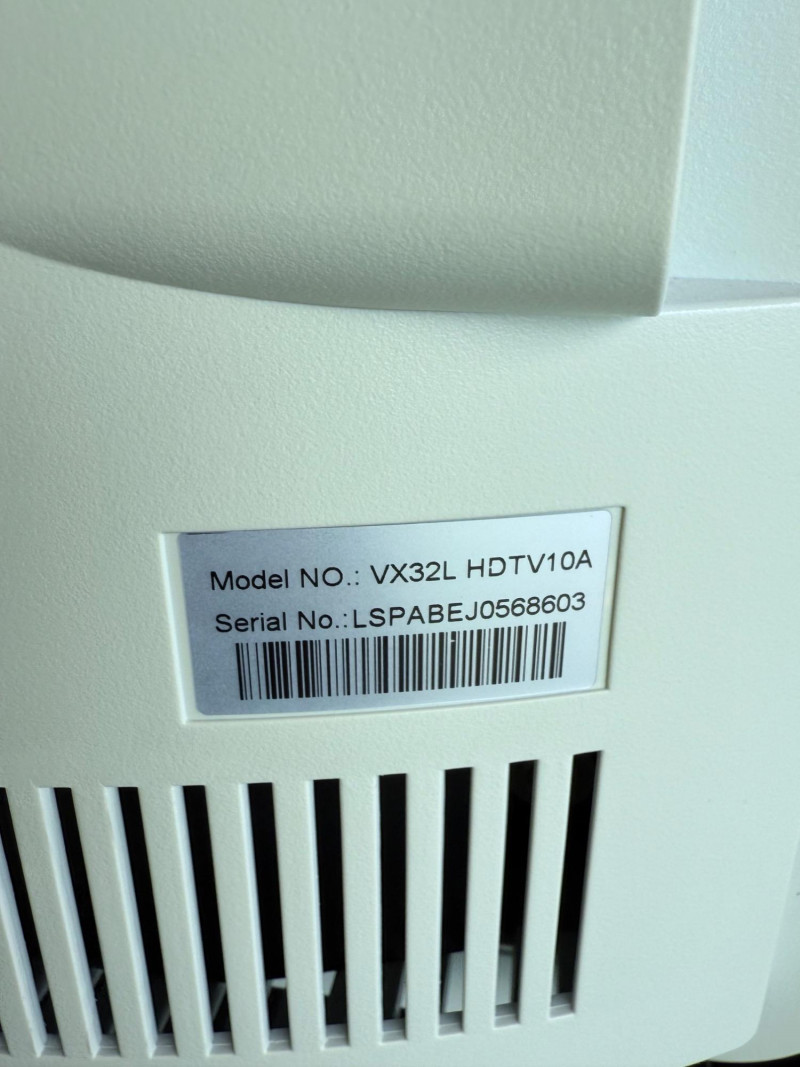 Model NO.: VX32L HDTV10A
Serial No.:LSPABEJ0568603